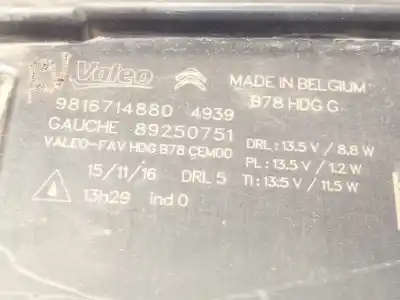 Valeo
MADE IN BELGIUM
9816714880 4939
B78 HDG G
GAUCHE 89250751
VALEO-FAV HDG B78 CEM00
DRL : 13.5 V / 8.8 W
PL : 13.5 V / 1.2 W
TI : 13.5 V / 11.5 W
15/11/16 DRL 5
13h29 ind 0